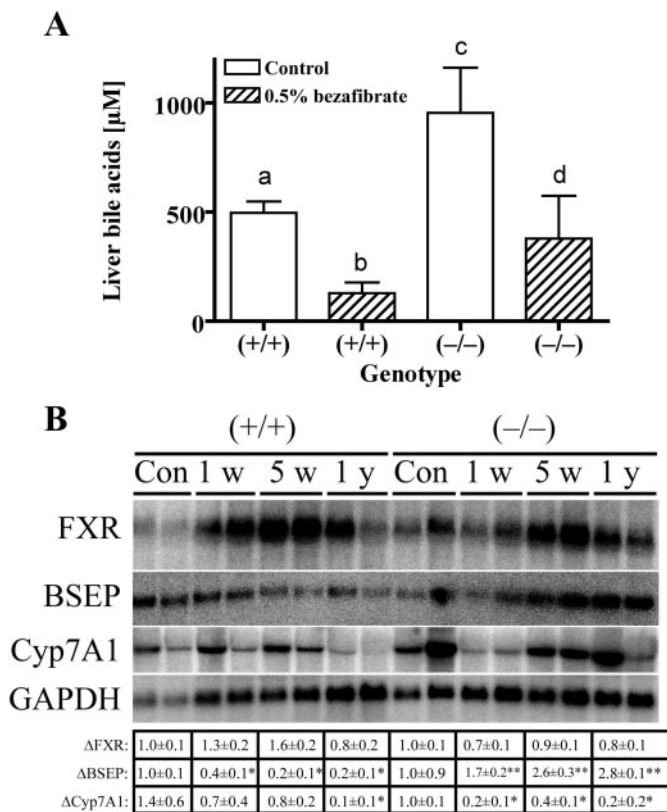 A
Liver bile acids [µM]
1000
500
0
Control
0.5% bezafibrate
a
b
c
d
(+/+) (+/+) (–/–) (–/–)
Genotype
B
(+/+) (–/–)
Con 1 w 5 w 1 y Con 1 w 5 w 1 y
FXR
BSEP
Cyp7A1
GAPDH
ΔFXR: 1.0±0.1 1.3±0.2 1.6±0.2 0.8±0.2 1.0±0.1 0.7±0.1 0.9±0.1 0.8±0.1
ΔBSEP: 1.0±0.1 0.4±0.1* 0.2±0.1* 0.2±0.1* 1.0±0.9 1.7±0.2** 2.6±0.3** 2.8±0.1**
ΔCyp7A1: 1.4±0.6 0.7±0.4 0.8±0.2 0.1±0.1* 1.0±0.1 0.2±0.1* 0.4±0.1* 0.2±0.2*